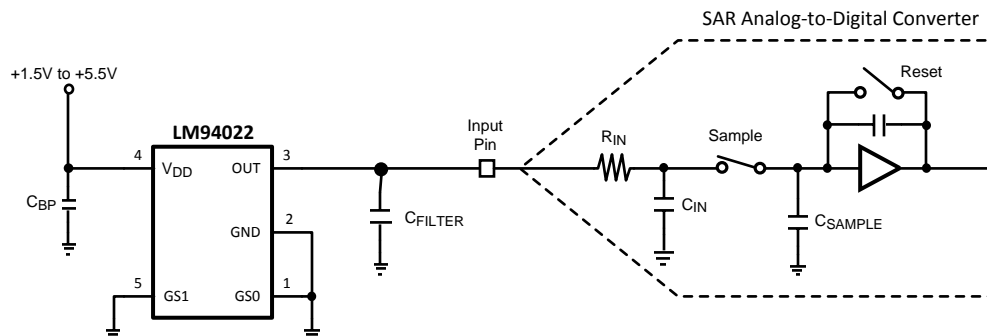 SAR Analog-to-Digital Converter
+1.5V to +5.5V
Reset
LM94022
Input
Pin
RIN
Sample
4
VDD
OUT
3
CBP
CFILTER
CIN
CSAMPLE
GND
2
5
GS1
GS0
1